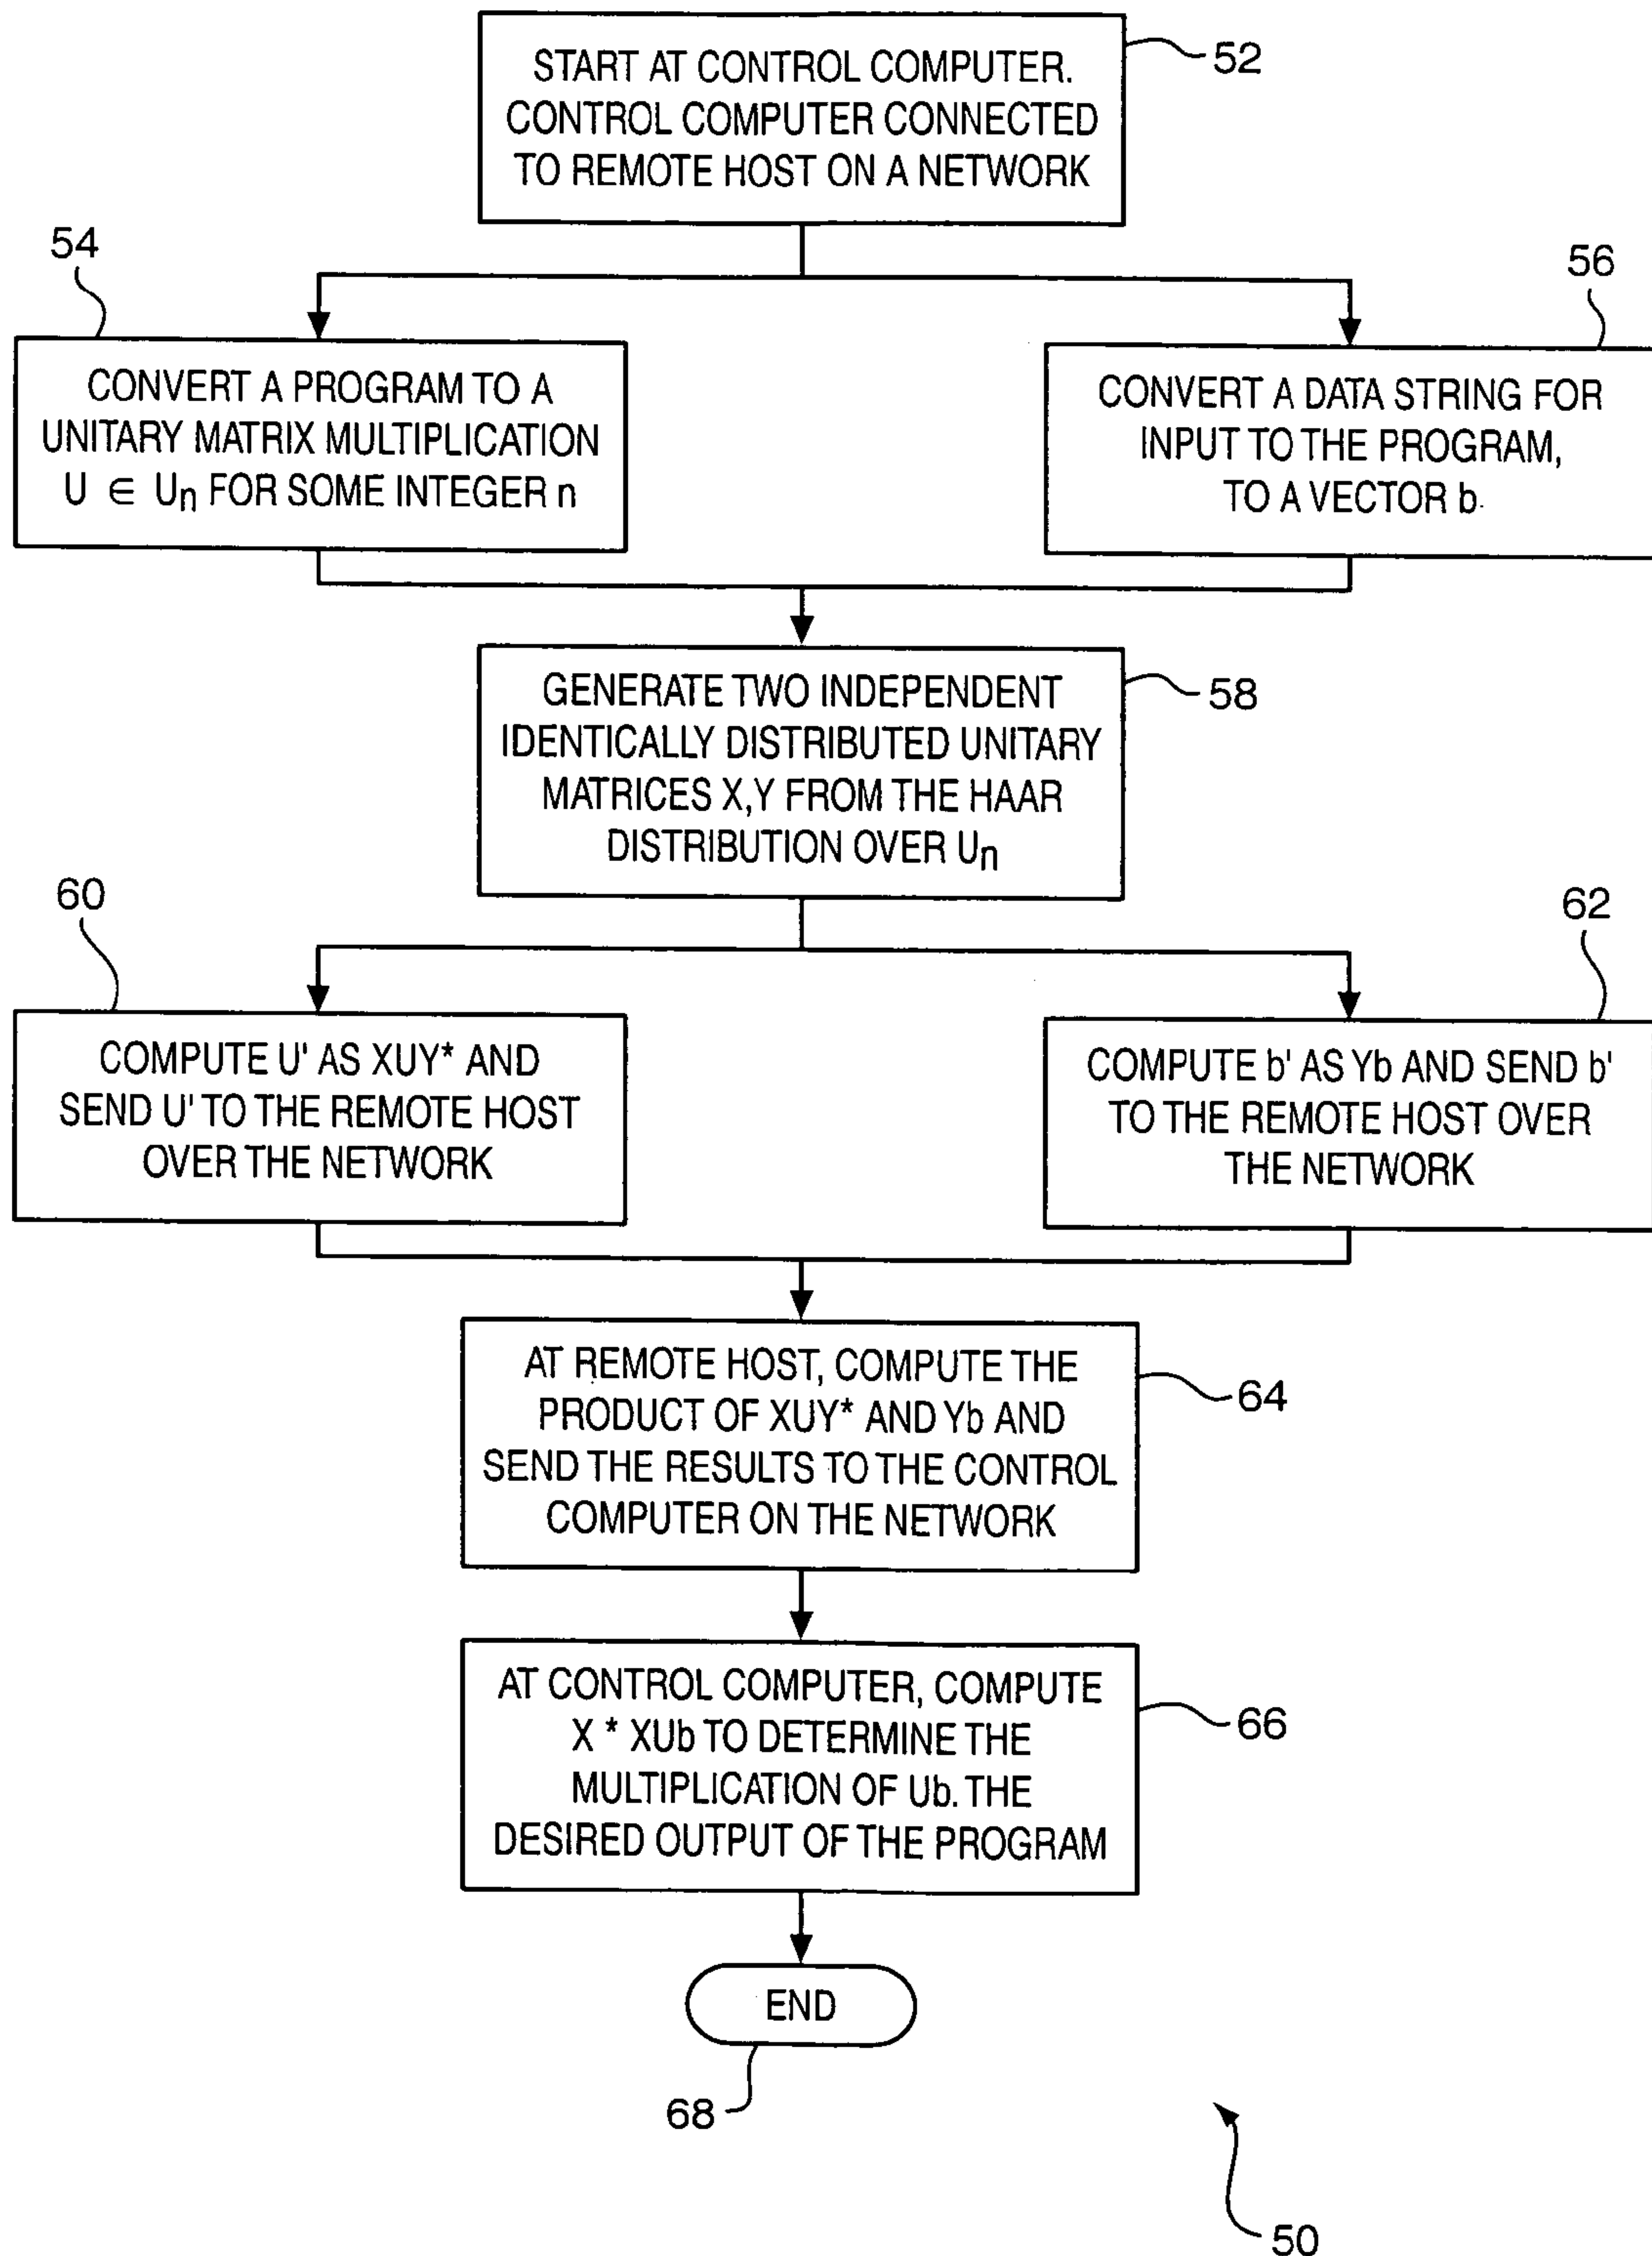 START AT CONTROL COMPUTER.
CONTROL COMPUTER CONNECTED
TO REMOTE HOST ON A NETWORK
52
54
CONVERT A PROGRAM TO A
UNITARY MATRIX MULTIPLICATION
U ∈ Un FOR SOME INTEGER n
56
CONVERT A DATA STRING FOR
INPUT TO THE PROGRAM,
TO A VECTOR b.
GENERATE TWO INDEPENDENT
IDENTICALLY DISTRIBUTED UNITARY
MATRICES X,Y FROM THE HAAR
DISTRIBUTION OVER Un
58
60
COMPUTE U' AS XUY* AND
SEND U' TO THE REMOTE HOST
OVER THE NETWORK
62
COMPUTE b' AS Yb AND SEND b'
TO THE REMOTE HOST OVER
THE NETWORK
AT REMOTE HOST, COMPUTE THE
PRODUCT OF XUY* AND Yb AND
SEND THE RESULTS TO THE CONTROL
COMPUTER ON THE NETWORK
64
AT CONTROL COMPUTER, COMPUTE
X * XUb TO DETERMINE THE
MULTIPLICATION OF Ub. THE
DESIRED OUTPUT OF THE PROGRAM
66
END
68
50